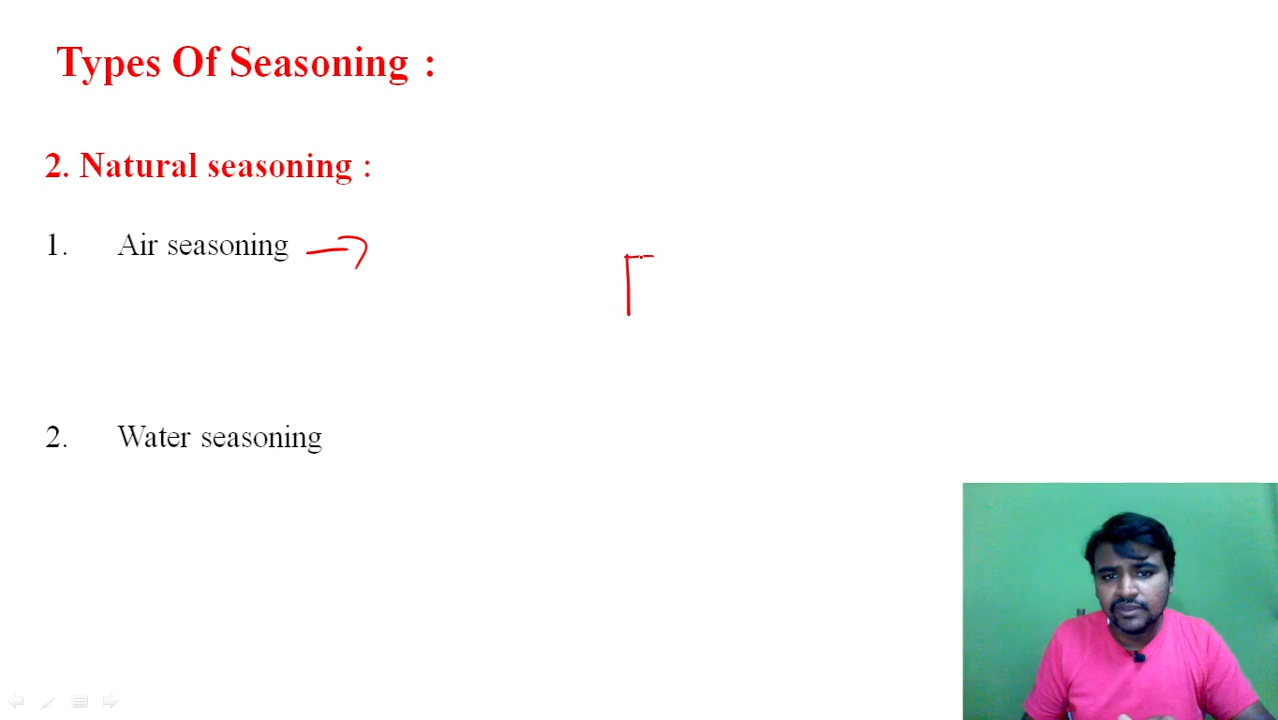 Types Of Seasoning :
2. Natural seasoning :
1. Air seasoning
2. Water seasoning